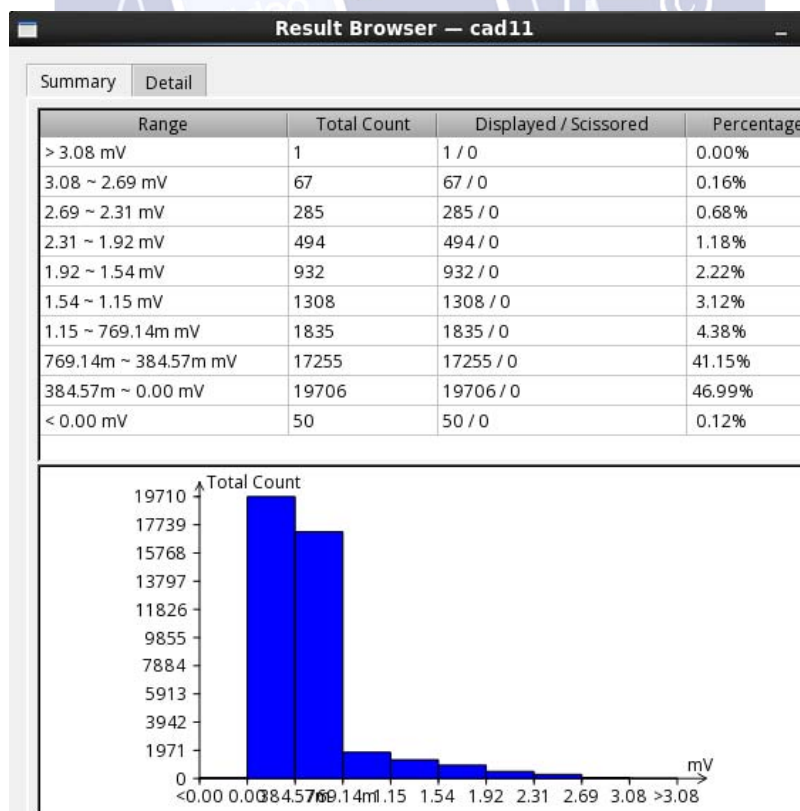 Result Browser — cad11
Summary Detail
Range Total Count Displayed / Scissored Percentage
> 3.08 mV 1 1 / 0 0.00%
3.08 ~ 2.69 mV 67 67 / 0 0.16%
2.69 ~ 2.31 mV 285 285 / 0 0.68%
2.31 ~ 1.92 mV 494 494 / 0 1.18%
1.92 ~ 1.54 mV 932 932 / 0 2.22%
1.54 ~ 1.15 mV 1308 1308 / 0 3.12%
1.15 ~ 769.14m mV 1835 1835 / 0 4.38%
769.14m ~ 384.57m mV 17255 17255 / 0 41.15%
384.57m ~ 0.00 mV 19706 19706 / 0 46.99%
< 0.00 mV 50 50 / 0 0.12%
Total Count
19710
17739
15768
13797
11826
9855
7884
5913
3942
1971
0
mV
<0.00 0.00 384.57m 769.14m 1.15 1.54 1.92 2.31 2.69 3.08 >3.08